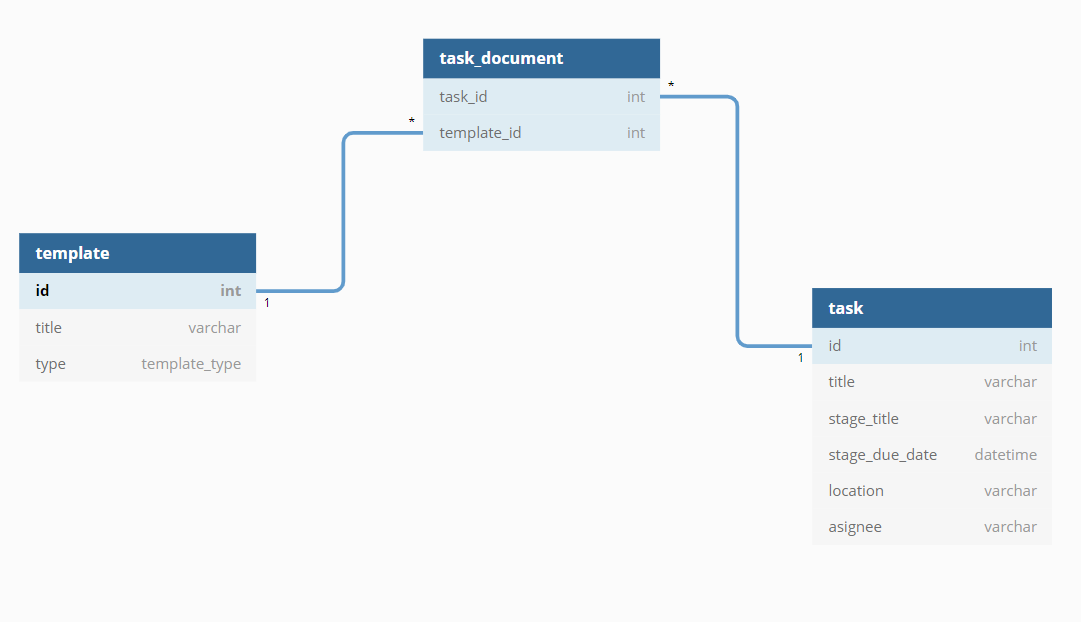 task_document
task_id int
* 
template_id int
*
template
id int
1
title varchar
type template_type
task
id int
1
title varchar
stage_title varchar
stage_due_date datetime
location varchar
asignee varchar